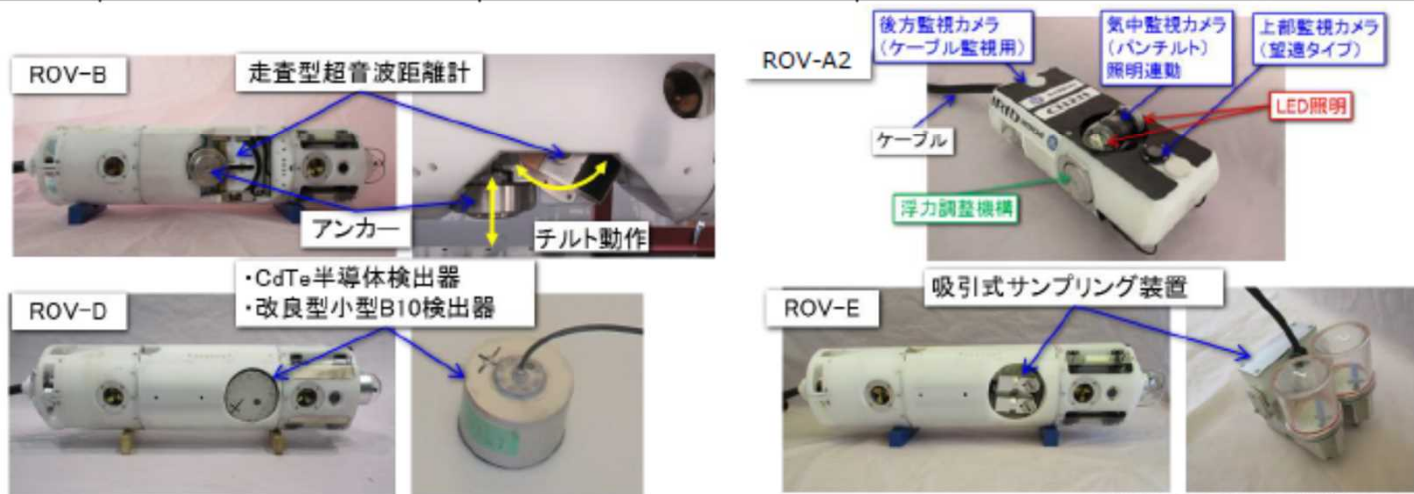 ROV-B
走査型超音波距離計
アンカー
チルト動作
ROV-A2
後方監視カメラ
(ケーブル監視用)
気中監視カメラ
(パンチルト)
照明連動
上部監視カメラ
(望遠タイプ)
LED照明
ケーブル
浮力調整機構
IRID
ROV-D
・CdTe半導体検出器
・改良型小型B10検出器
ROV-E
吸引式サンプリング装置